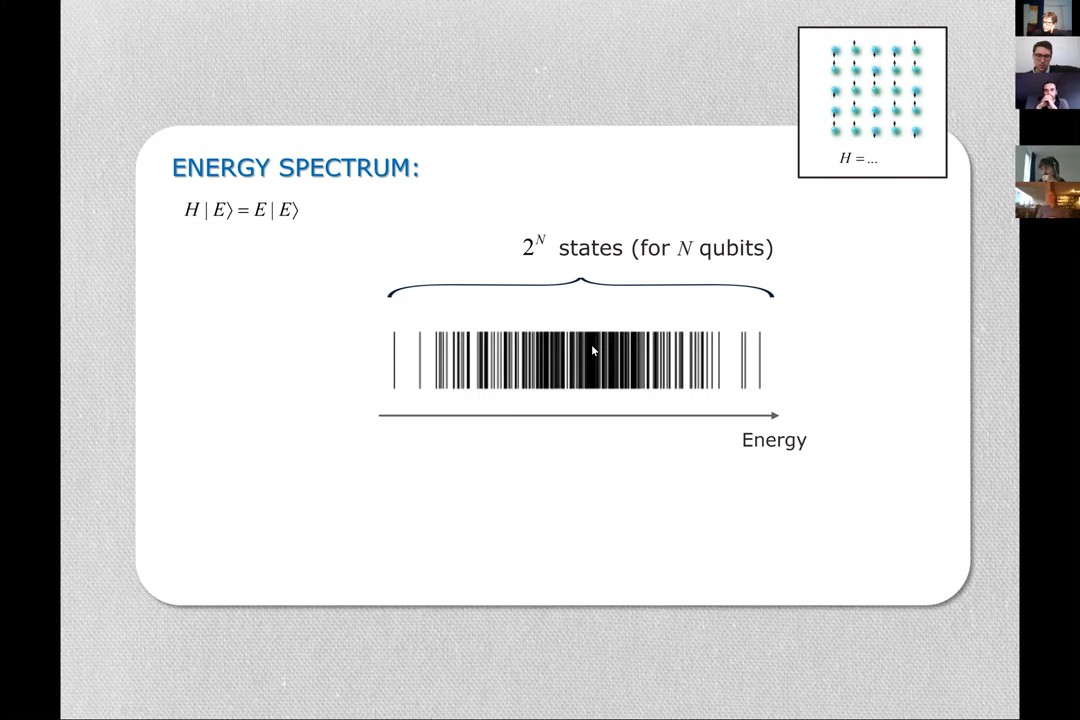 H = ...
ENERGY SPECTRUM:
H | E⟩ = E | E⟩
2^N states (for N qubits)
Energy